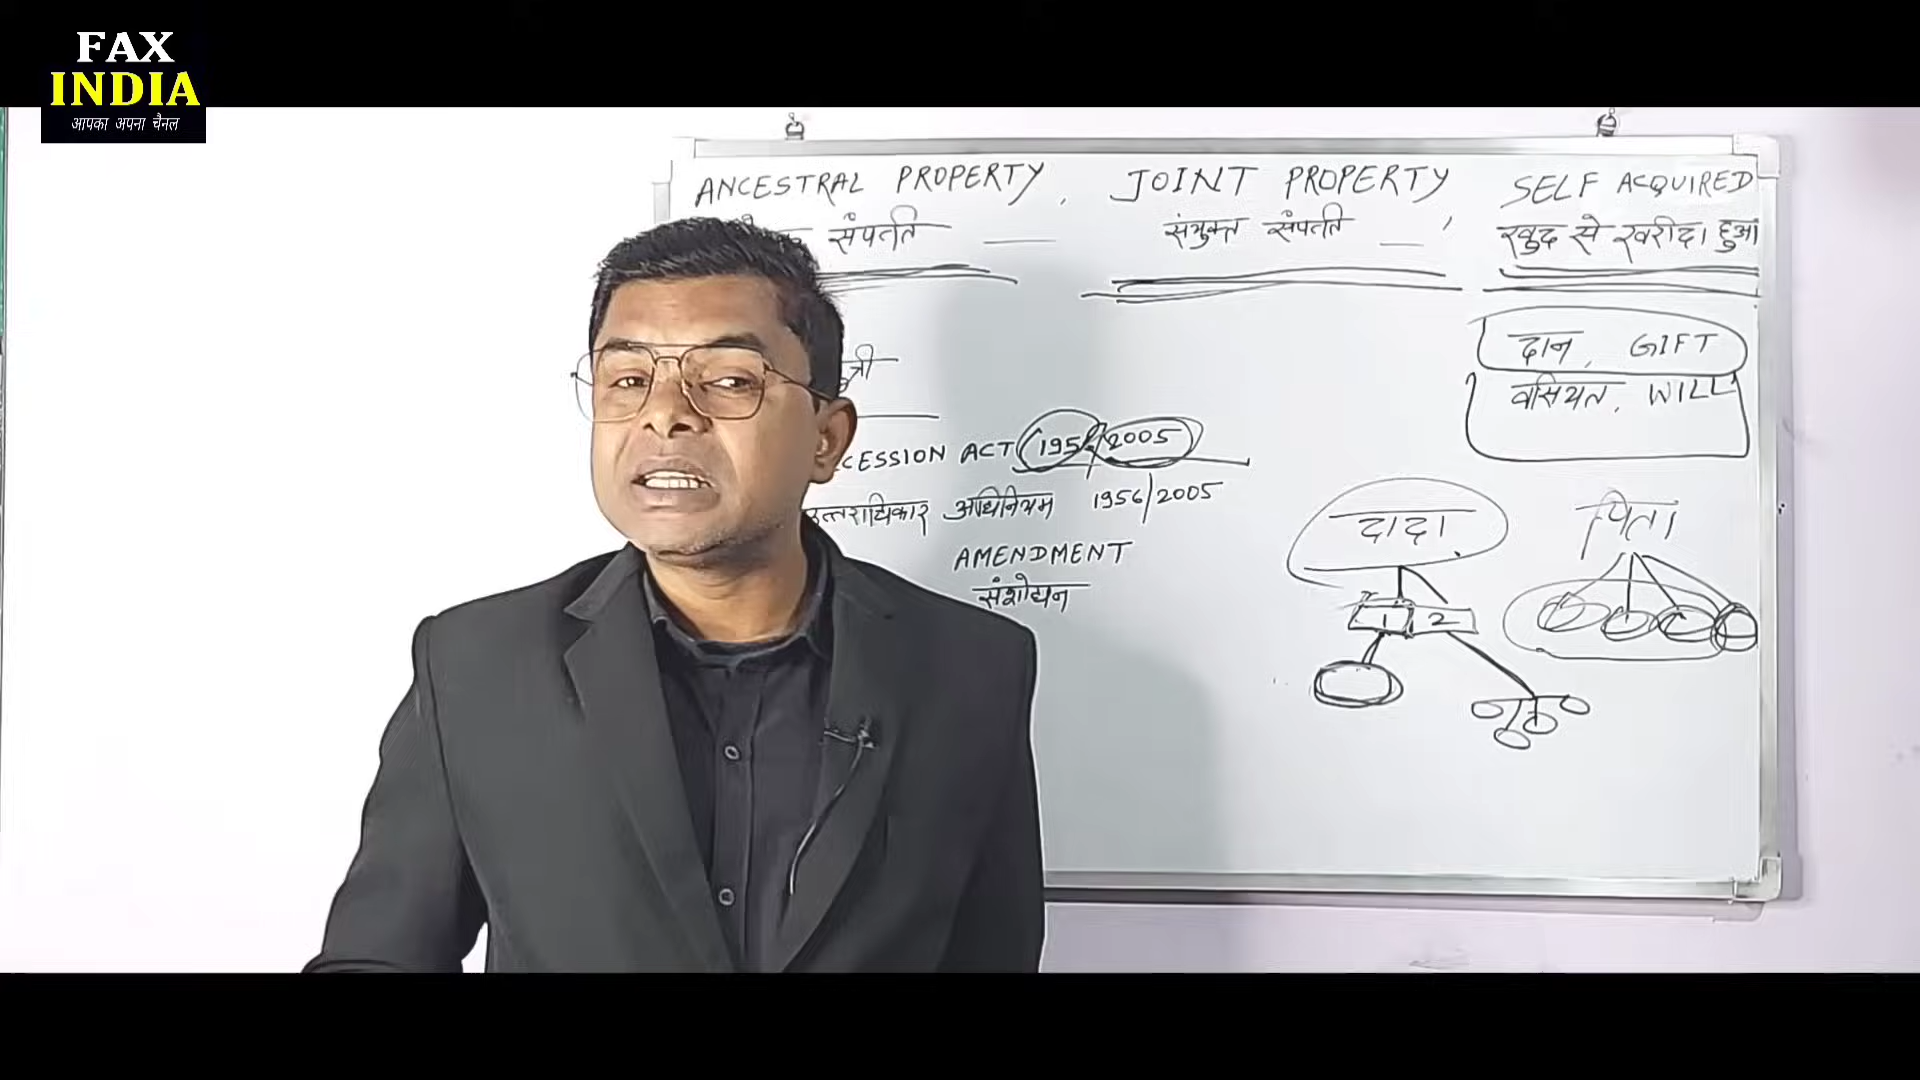 FAX
INDIA
आपका अपना चैनल
ANCESTRAL PROPERTY, JOINT PROPERTY SELF ACQUIRED
संपत्ती संयुक्त संपत्ती , खुद से खरीदा हुआ
दान, GIFT
वसियत, WILL
CESSION ACT 1956/2005
उत्तराधिकार अधिनियम 1956/2005
दादा पिता
AMENDMENT
संशोधन
1 2